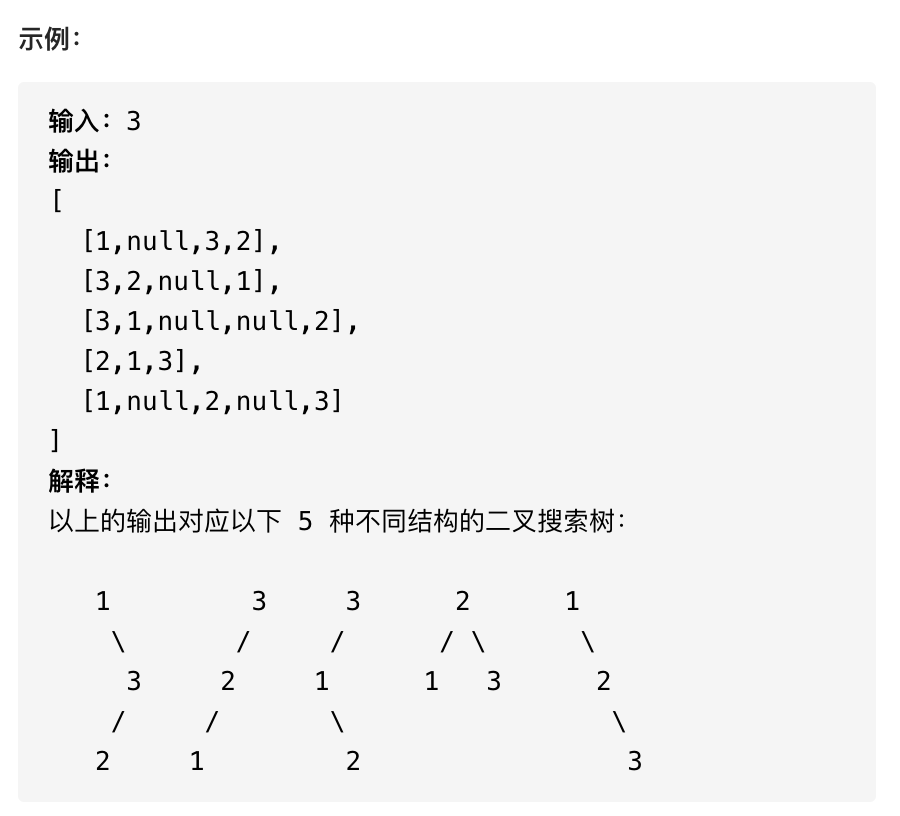 示例：
输入：3
输出：
[
  [1,null,3,2],
  [3,2,null,1],
  [3,1,null,null,2],
  [2,1,3],
  [1,null,2,null,3]
]
解释：
以上的输出对应以下 5 种不同结构的二叉搜索树：
   1         3     3      2      1
    \       /     /      / \      \
     3     2     1      1   3      2
    /     /       \                 \
   2     1         2                 3